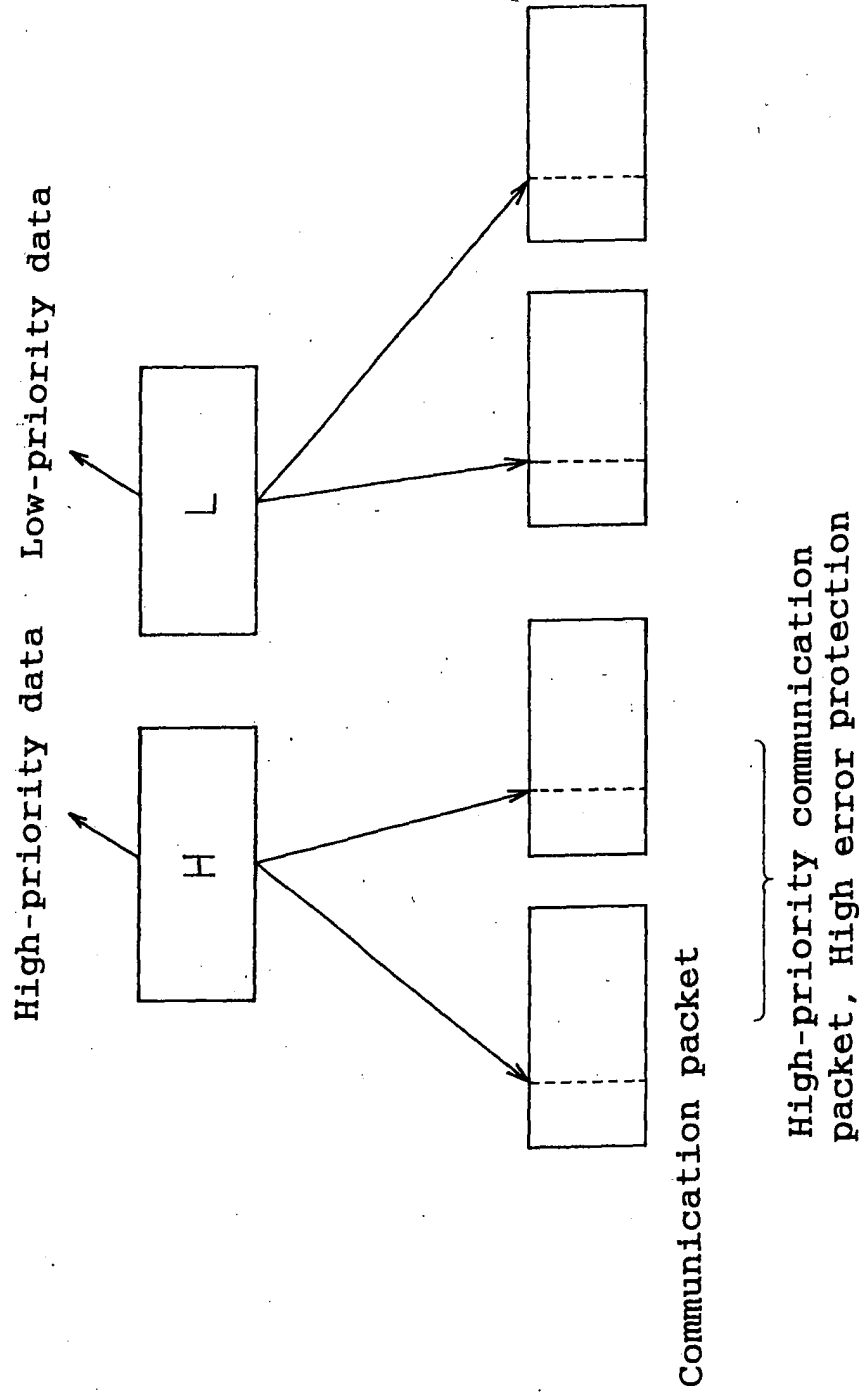 High-priority data Low-priority data
H L
Communication packet
High-priority communication
packet, High error protection